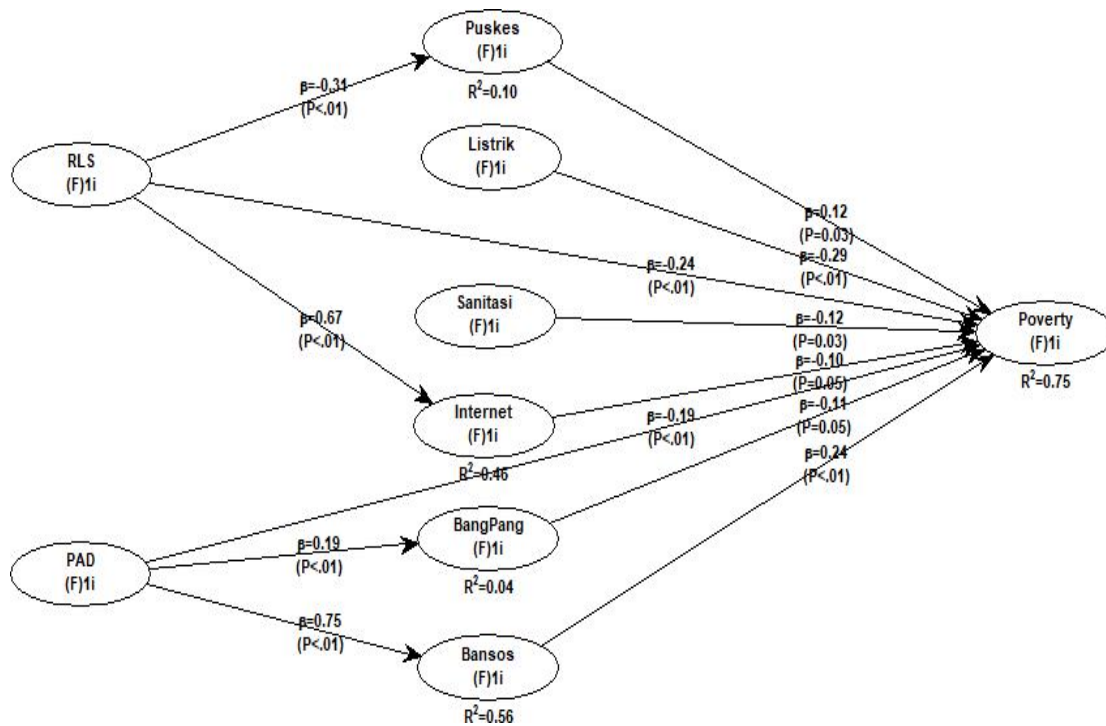 Puskes
(F)1i
R²=0.10
β=-0.31
(P<.01)
Listrik
(F)1i
RLS
(F)1i
β=0.12
(P=0.03)
β=-0.29
(P<.01)
β=-0.24
(P<.01)
Sanitasi
(F)1i
β=-0.12
(P=0.03)
Poverty
(F)1i
R²=0.75
β=0.67
(P<.01)
β=-0.10
(P=0.05)
Internet
(F)1i
R²=0.46
β=-0.19
(P<.01)
β=-0.11
(P=0.05)
β=0.24
(P<.01)
BangPang
(F)1i
R²=0.04
β=0.19
(P<.01)
PAD
(F)1i
β=0.75
(P<.01)
Bansos
(F)1i
R²=0.56